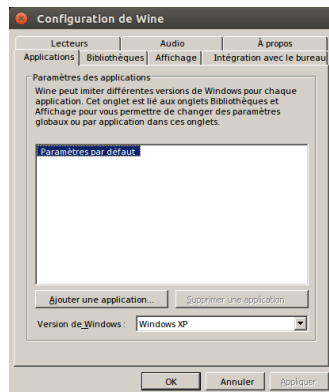 Configuration de Wine
Lecteurs Audio À propos
Applications Bibliothèques Affichage Intégration avec le bureau
Paramètres des applications
Wine peut imiter différentes versions de Windows pour chaque
application. Cet onglet est lié aux onglets Bibliothèques et
Affichage pour vous permettre de changer des paramètres
globaux ou par application dans ces onglets.
Paramètres par défaut
Ajouter une application... Supprimer une application
Version de Windows : Windows XP
OK Annuler Appliquer